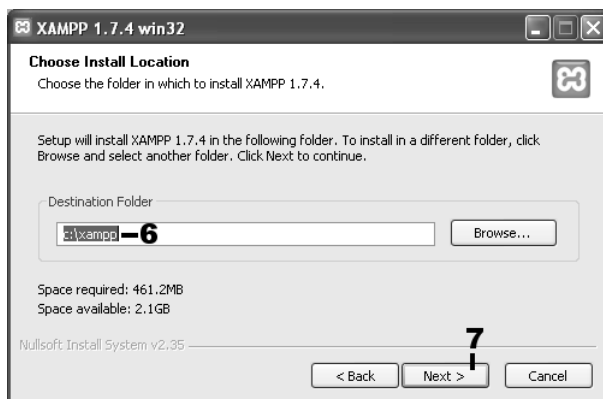 XAMPP 1.7.4 win32
Choose Install Location
Choose the folder in which to install XAMPP 1.7.4.
Setup will install XAMPP 1.7.4 in the following folder. To install in a different folder, click
Browse and select another folder. Click Next to continue.
Destination Folder
c:\xampp 6 Browse...
Space required: 461.2MB
Space available: 2.1GB
Nullsoft Install System v2.35
7
< Back Next > Cancel